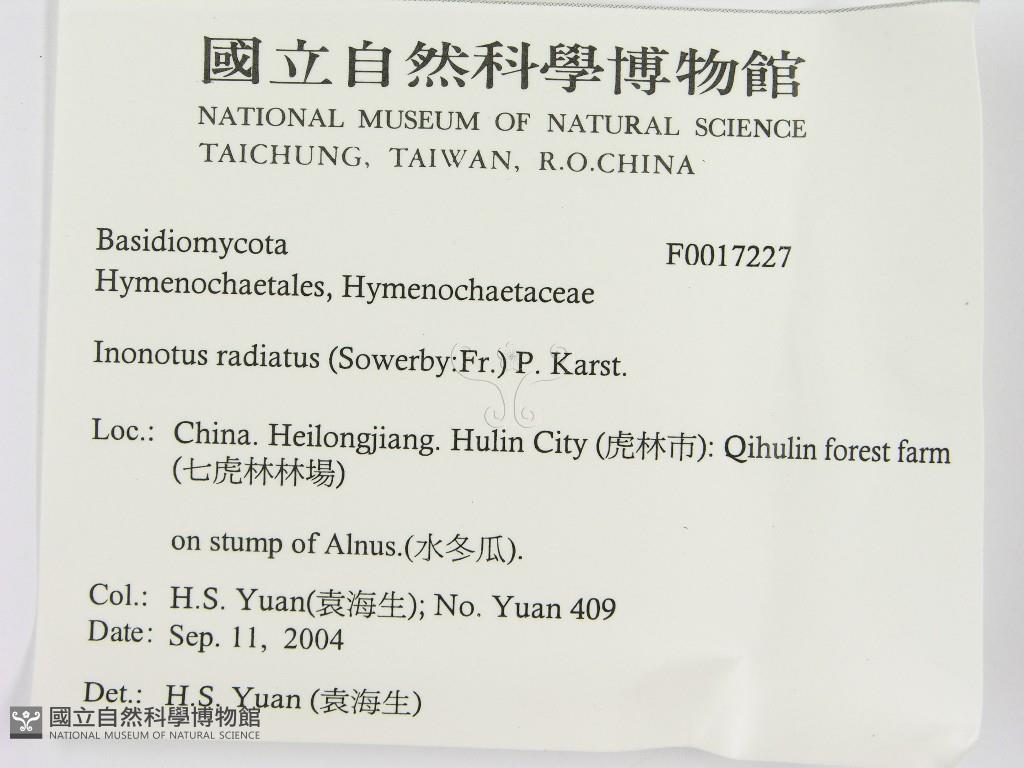 國立自然科學博物館
NATIONAL MUSEUM OF NATURAL SCIENCE
TAICHUNG, TAIWAN, R.O.CHINA
Basidiomycota F0017227
Hymenochaetales, Hymenochaetaceae
Inonotus radiatus (Sowerby:Fr.) P. Karst.
Loc.: China. Heilongjiang. Hulin City (虎林市): Qihulin forest farm
(七虎林林場)
on stump of Alnus.(水冬瓜).
Col.: H.S. Yuan(袁海生); No. Yuan 409
Date: Sep. 11, 2004
Det.: H.S. Yuan (袁海生)
國立自然科學博物館
NATIONAL MUSEUM OF NATURAL SCIENCE